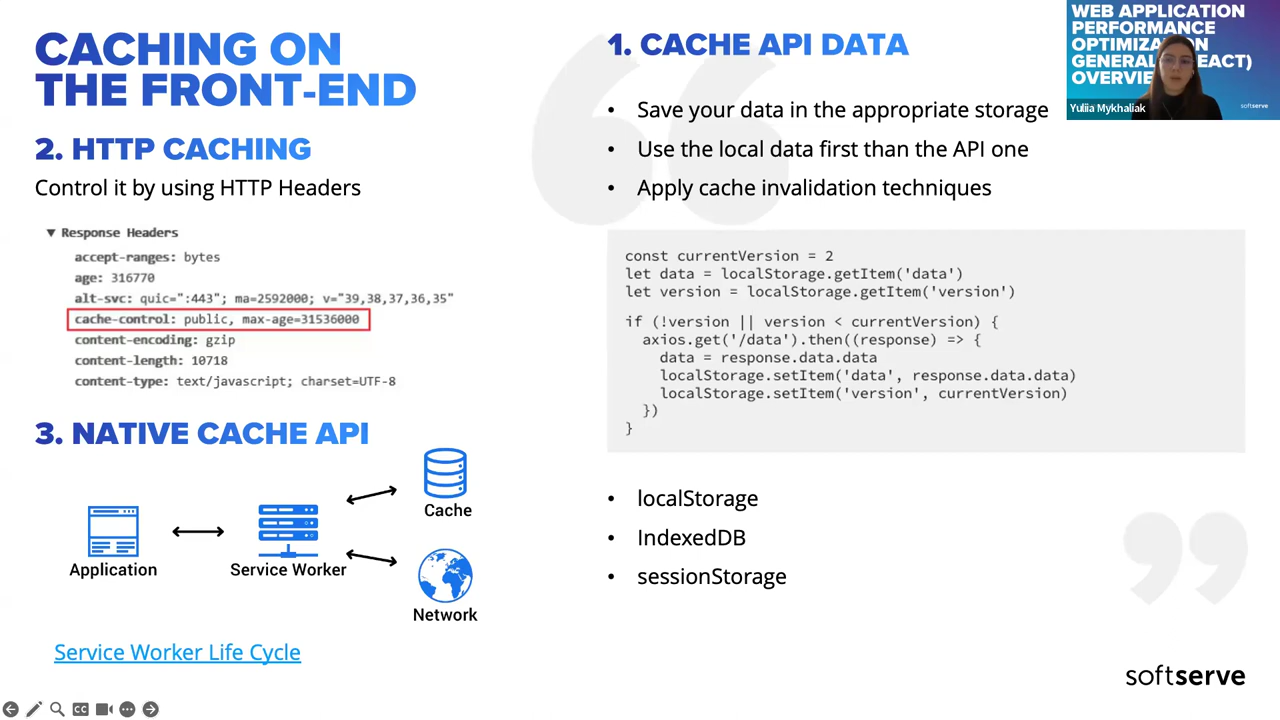 CACHING ON
THE FRONT-END
2. HTTP CACHING
Control it by using HTTP Headers
▼ Response Headers
accept-ranges: bytes
age: 316770
alt-svc: quic=":443"; ma=2592000; v="39,38,37,36,35"
cache-control: public, max-age=31536000
content-encoding: gzip
content-length: 10718
content-type: text/javascript; charset=UTF-8
3. NATIVE CACHE API
Application
Service Worker
Cache
Network
Service Worker Life Cycle
1. CACHE API DATA
• Save your data in the appropriate storage
• Use the local data first than the API one
• Apply cache invalidation techniques
const currentVersion = 2
let data = localStorage.getItem('data')
let version = localStorage.getItem('version')
if (!version || version < currentVersion) {
axios.get('/data').then((response) => {
data = response.data.data
localStorage.setItem('data', response.data.data)
localStorage.setItem('version', currentVersion)
})
}
• localStorage
• IndexedDB
• sessionStorage
softserve
WEB APPLICATION
PERFORMANCE
Yuliia Mykhaliak
softserve
CC